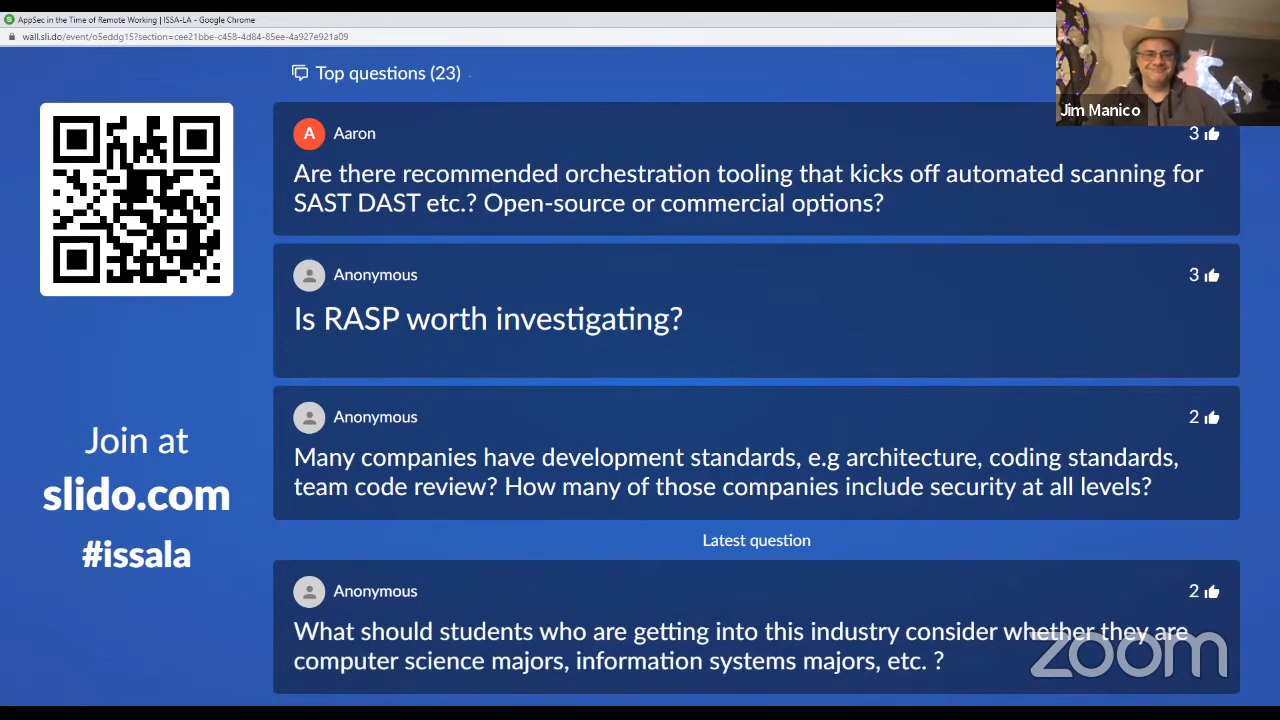 AppSec in the Time of Remote Working | ISSA-LA - Google Chrome
wall.sli.do/event/o5eddg15?section=cee21bbe-c458-4d84-85ee-4a927e921a09
Top questions (23)
Jim Manico
A Aaron 3
Are there recommended orchestration tooling that kicks off automated scanning for
SAST DAST etc.? Open-source or commercial options?
Anonymous 3
Is RASP worth investigating?
Anonymous 2
Many companies have development standards, e.g architecture, coding standards,
team code review? How many of those companies include security at all levels?
Latest question
Anonymous 2
What should students who are getting into this industry consider whether they are
computer science majors, information systems majors, etc. ?
Join at
slido.com
#issala
zoom